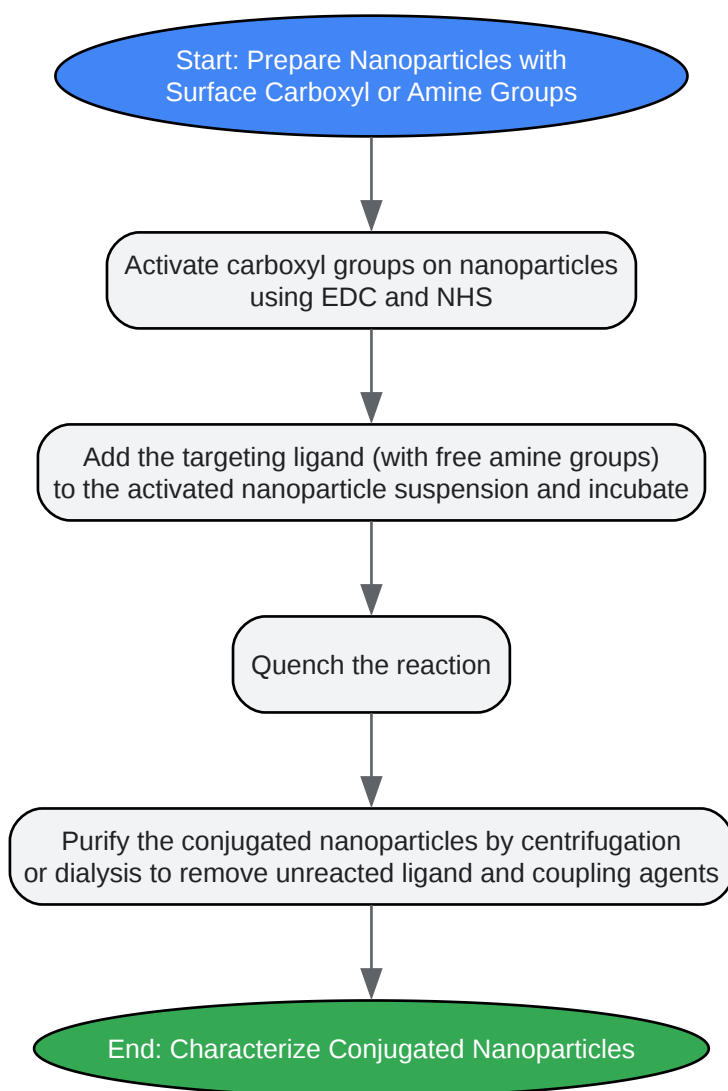 Start: Prepare Nanoparticles with
Surface Carboxyl or Amine Groups
Activate carboxyl groups on nanoparticles
using EDC and NHS
Add the targeting ligand (with free amine groups)
to the activated nanoparticle suspension and incubate
Quench the reaction
Purify the conjugated nanoparticles by centrifugation
or dialysis to remove unreacted ligand and coupling agents
End: Characterize Conjugated Nanoparticles